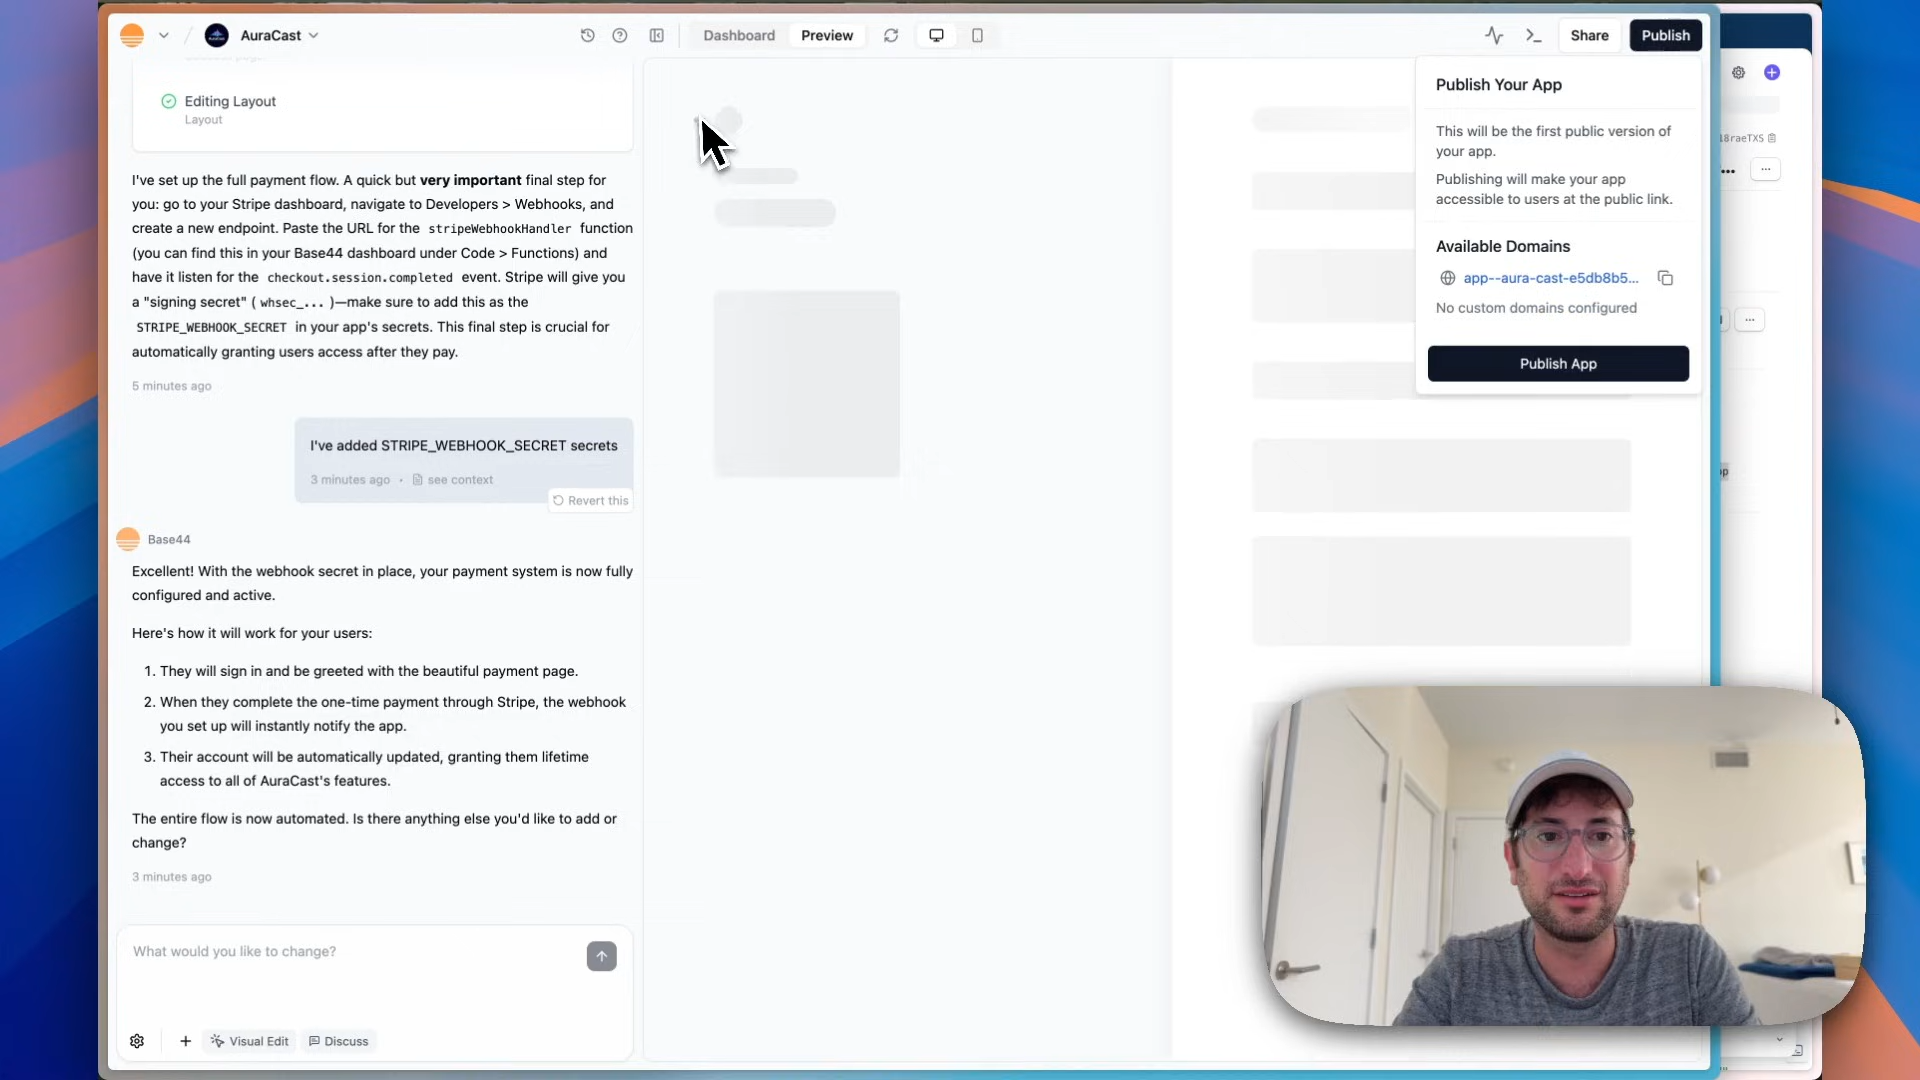 AuraCast
Dashboard
Preview
Share
Publish
Editing Layout
Layout
I've set up the full payment flow. A quick but very important final step for
you: go to your Stripe dashboard, navigate to Developers > Webhooks, and
create a new endpoint. Paste the URL for the stripeWebhookHandler function
(you can find this in your Base44 dashboard under Code > Functions) and
have it listen for the checkout.session.completed event. Stripe will give you
a "signing secret" ( whsec_... )—make sure to add this as the
STRIPE_WEBHOOK_SECRET in your app's secrets. This final step is crucial for
automatically granting users access after they pay.
5 minutes ago
I've added STRIPE_WEBHOOK_SECRET secrets
3 minutes ago • see context
Revert this
Base44
Excellent! With the webhook secret in place, your payment system is now fully
configured and active.
Here's how it will work for your users:
1. They will sign in and be greeted with the beautiful payment page.
2. When they complete the one-time payment through Stripe, the webhook
you set up will instantly notify the app.
3. Their account will be automatically updated, granting them lifetime
access to all of AuraCast's features.
The entire flow is now automated. Is there anything else you'd like to add or
change?
3 minutes ago
What would you like to change?
Visual Edit
Discuss
Publish Your App
This will be the first public version of
your app.
Publishing will make your app
accessible to users at the public link.
Available Domains
app--aura-cast-e5db8b5...
No custom domains configured
Publish App